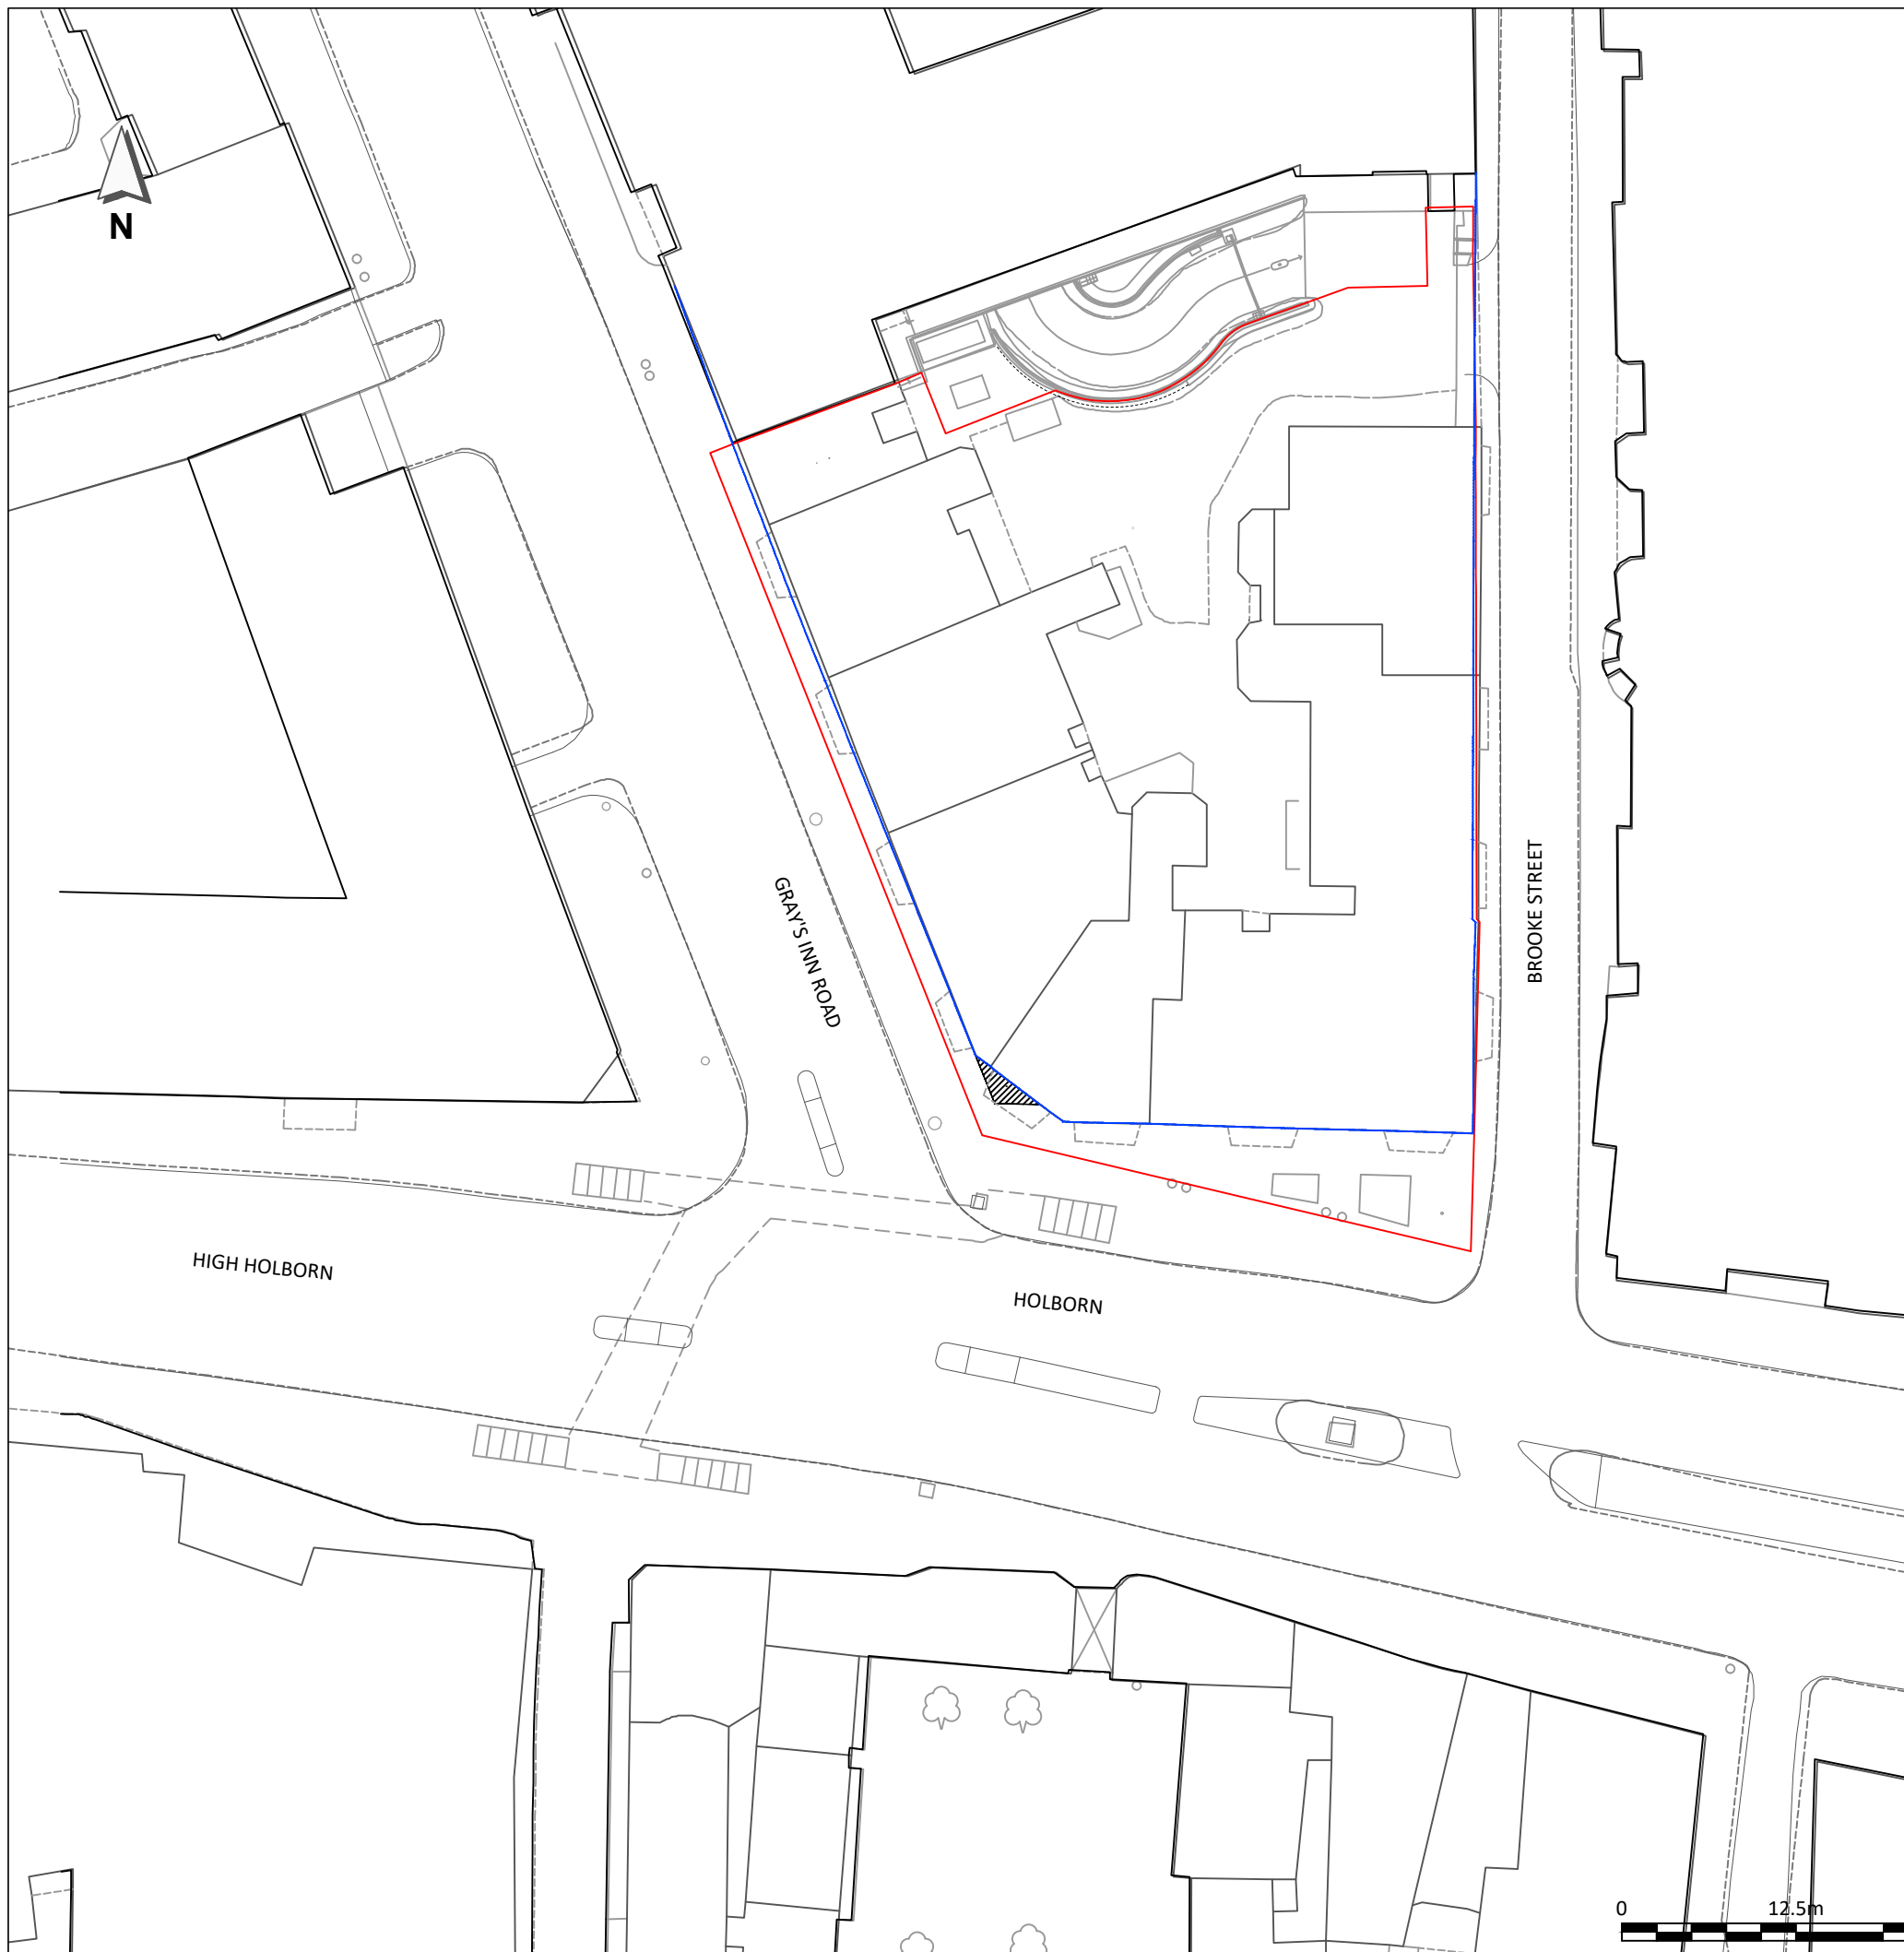 N
GRAY'S INN ROAD
BROOKE STREET
HIGH HOLBORN
HOLBORN
0 12.5m